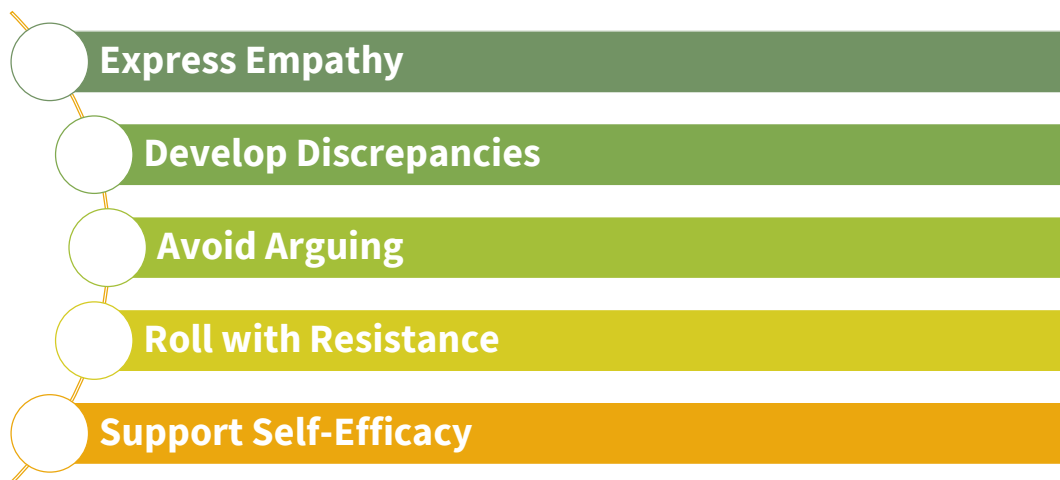 Express Empathy
Develop Discrepancies
Avoid Arguing
Roll with Resistance
Support Self-Efficacy